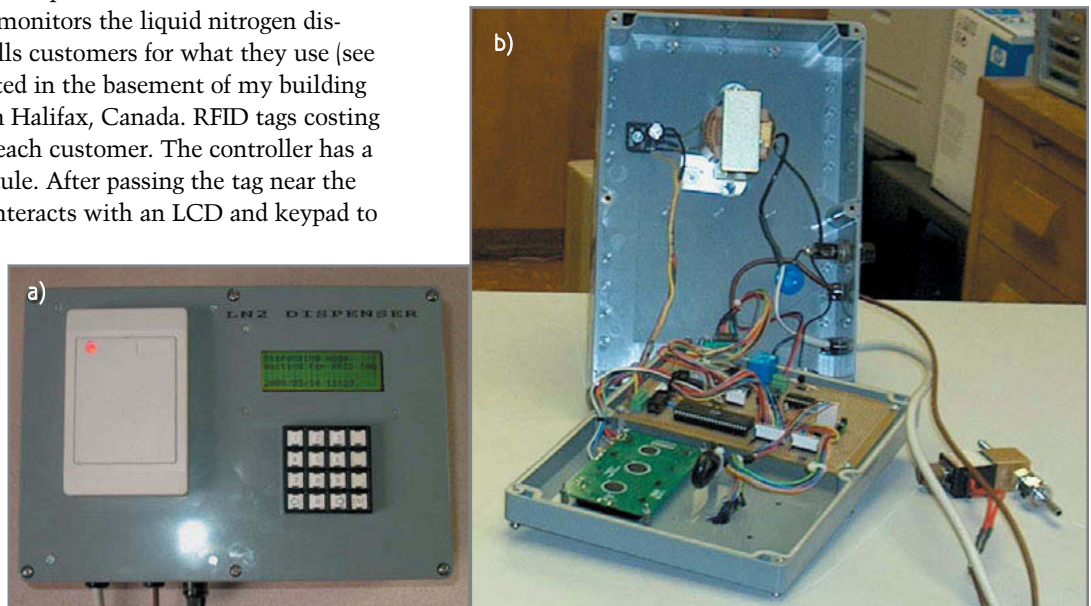 monitors the liquid nitrogen dis-
lls customers for what they use (see
ted in the basement of my building
n Halifax, Canada. RFID tags costing
each customer. The controller has a
ule. After passing the tag near the
nteracts with an LCD and keypad to
a)
LN2 DISPENSER
Dispensing mode.
Waiting for RFID TAG
b)
hp